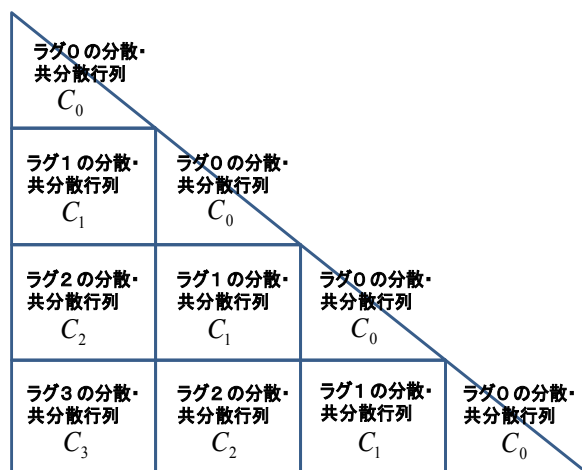 ラグ0の分散・
共分散行列
C0
ラグ1の分散・
共分散行列
C1
ラグ0の分散・
共分散行列
C0
ラグ2の分散・
共分散行列
C2
ラグ1の分散・
共分散行列
C1
ラグ0の分散・
共分散行列
C0
ラグ3の分散・
共分散行列
C3
ラグ2の分散・
共分散行列
C2
ラグ1の分散・
共分散行列
C1
ラグ0の分散・
共分散行列
C0